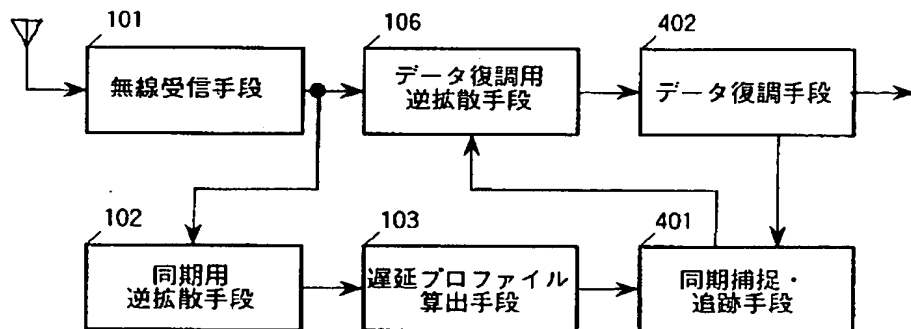 101
無線受信手段
106
データ復調用
逆拡散手段
402
データ復調手段
102
同期用
逆拡散手段
103
遅延プロファイル
算出手段
401
同期捕捉・
追跡手段